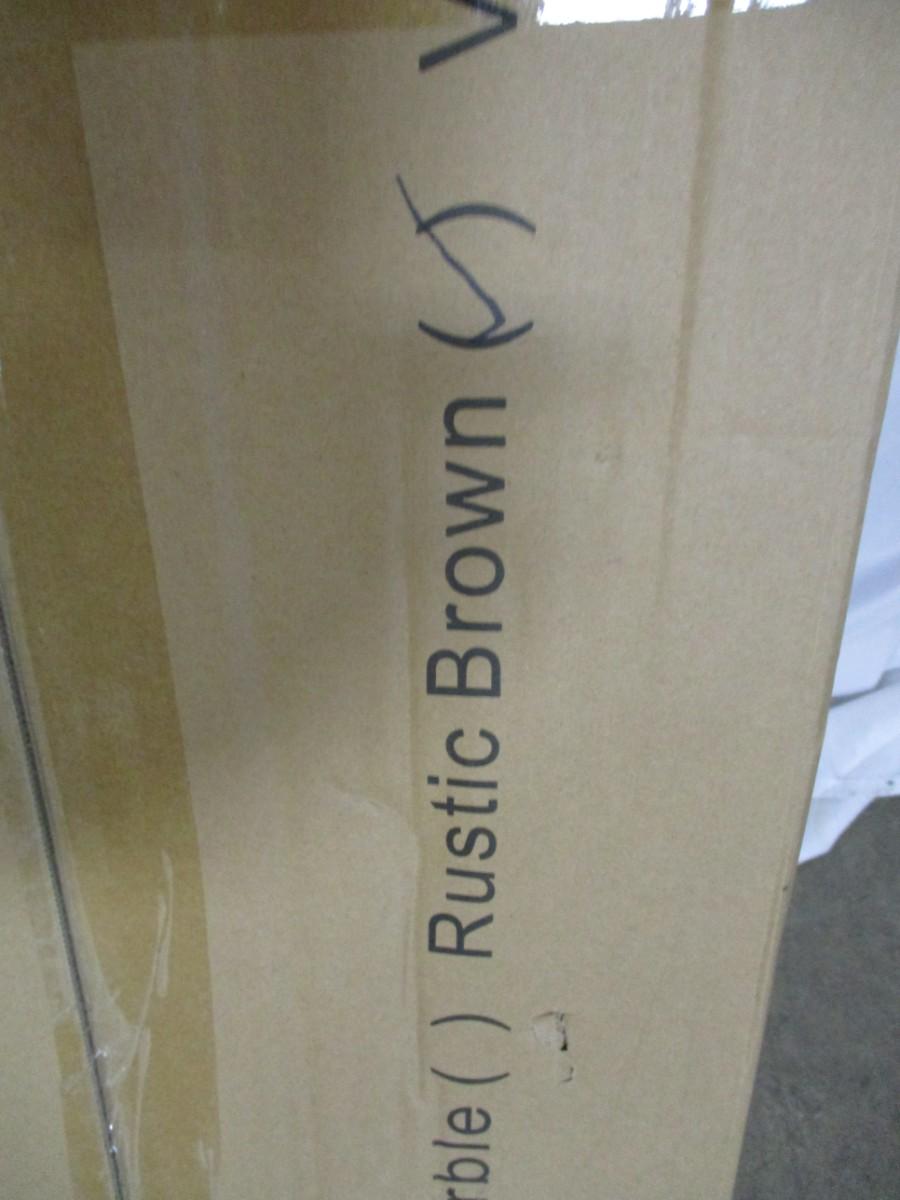 rble ( ) Rustic Brown (✓)